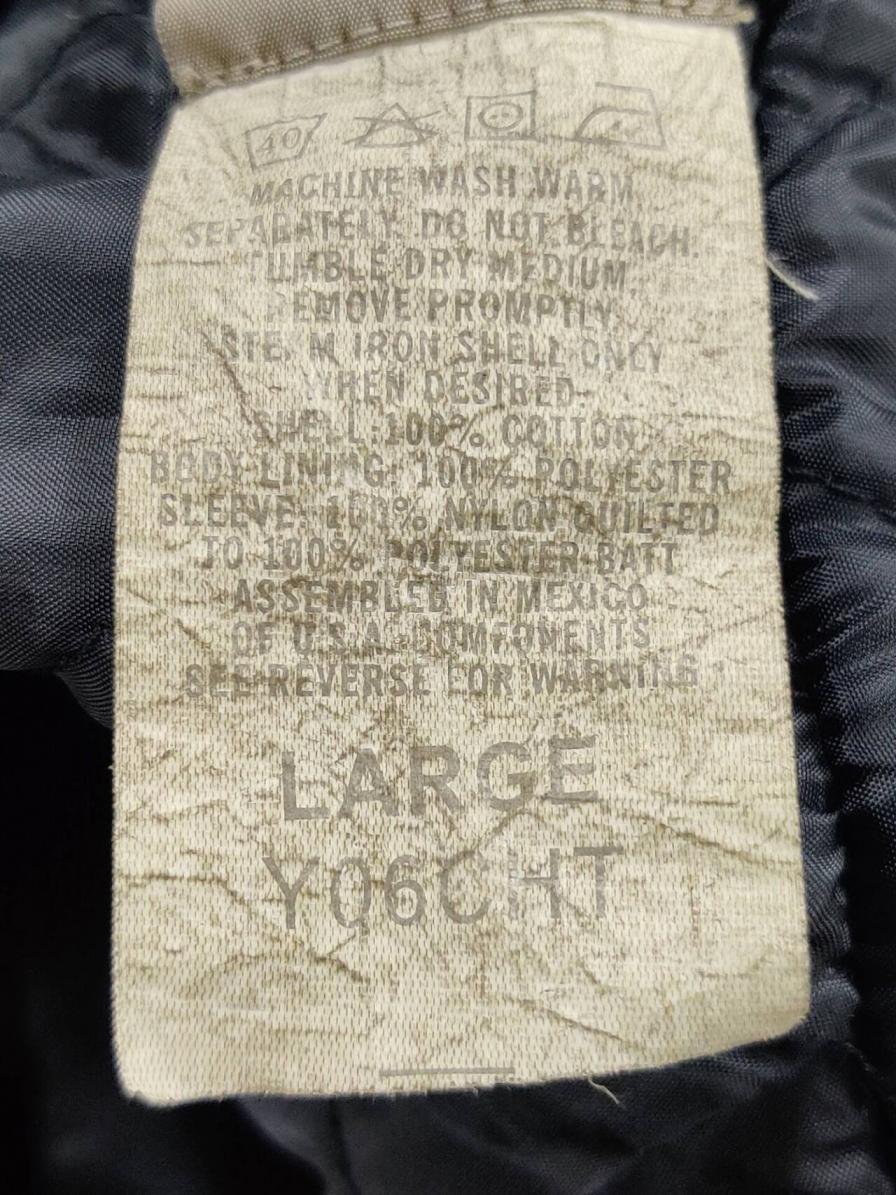 40
MACHINE WASH WARM
SEPARATELY. DO NOT BLEACH.
TUMBLE DRY MEDIUM,
REMOVE PROMPTLY.
STEAM IRON SHELL ONLY
WHEN DESIRED.
SHELL:100% COTTON
BODY LINING: 100% POLYESTER
SLEEVE: 100% NYLON QUILTED
TO 100% POLYESTER BATT
ASSEMBLED IN MEXICO
OF U.S.A. COMPONENTS
SEE REVERSE FOR WARNING
LARGE
Y06CHT